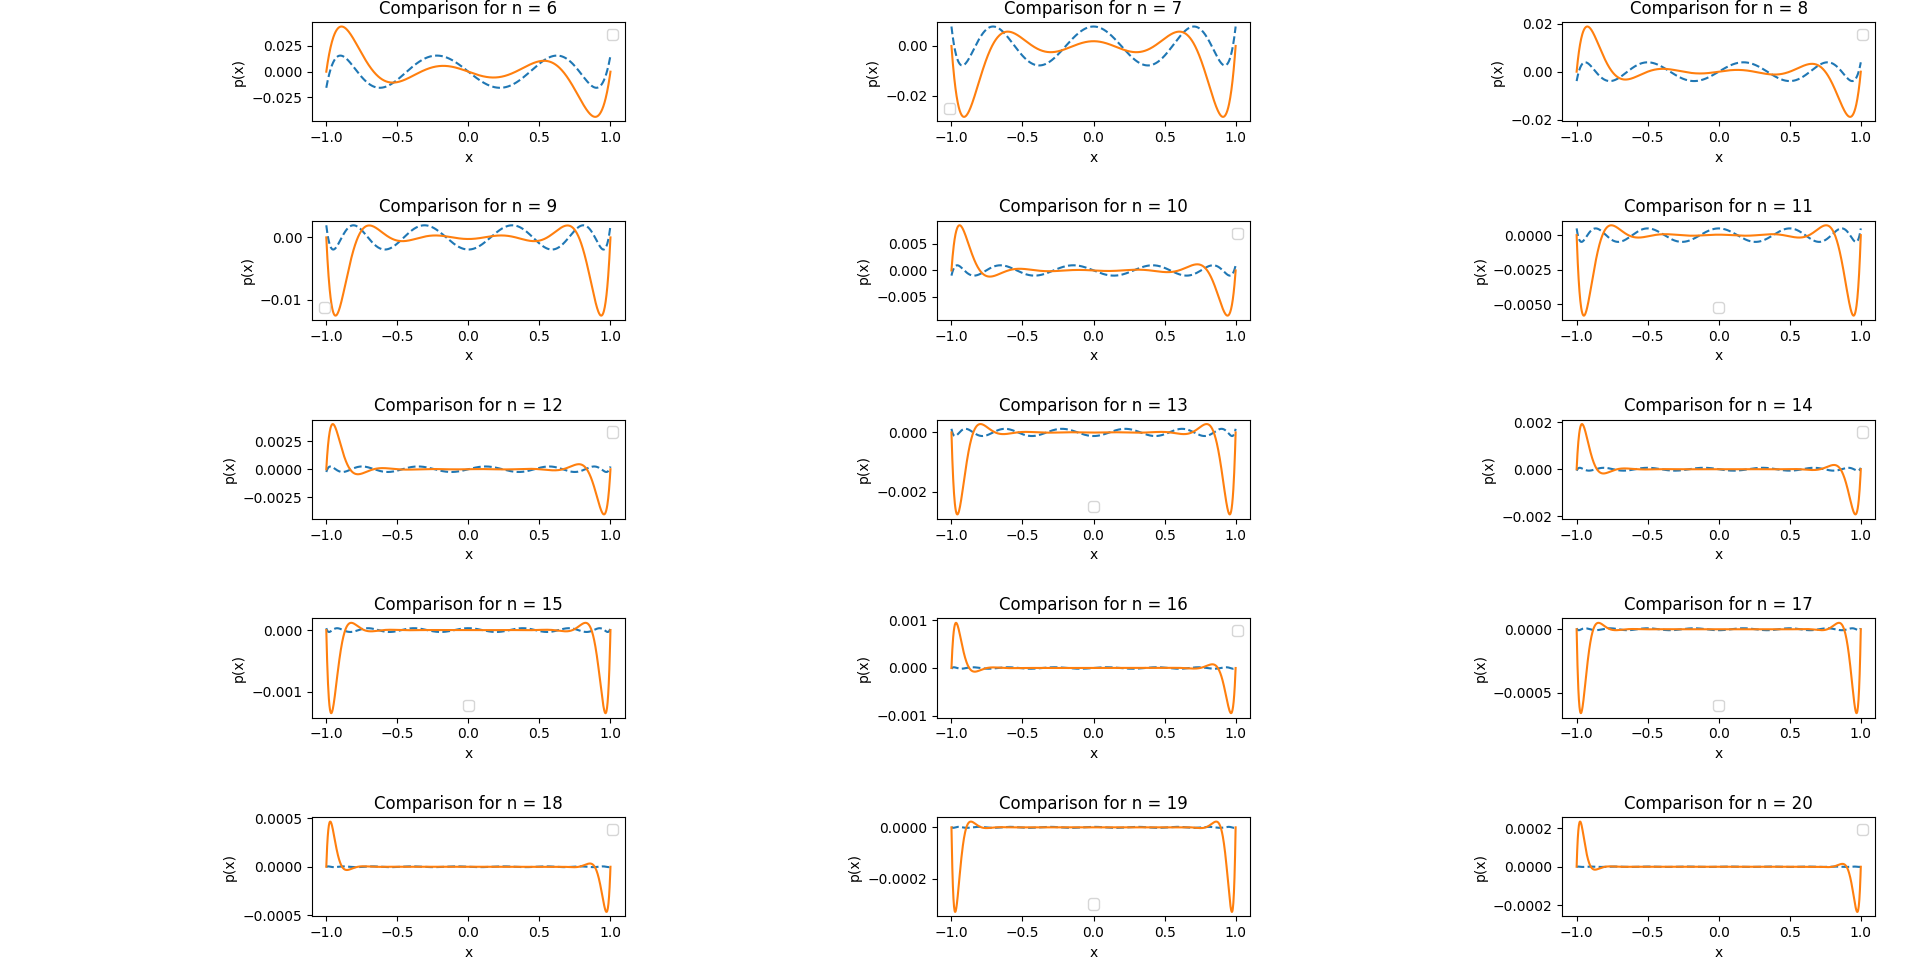 Comparison for n = 6
Comparison for n = 7
Comparison for n = 8
p(x)
0.025
0.000
−0.025
−1.0 −0.5 0.0 0.5 1.0
x
p(x)
0.00
−0.02
−1.0 −0.5 0.0 0.5 1.0
x
p(x)
0.02
0.00
−0.02
−1.0 −0.5 0.0 0.5 1.0
x
Comparison for n = 9
Comparison for n = 10
Comparison for n = 11
p(x)
0.00
−0.01
−1.0 −0.5 0.0 0.5 1.0
x
p(x)
0.005
0.000
−0.005
−1.0 −0.5 0.0 0.5 1.0
x
p(x)
0.0000
−0.0025
−0.0050
−1.0 −0.5 0.0 0.5 1.0
x
Comparison for n = 12
Comparison for n = 13
Comparison for n = 14
p(x)
0.0025
0.0000
−0.0025
−1.0 −0.5 0.0 0.5 1.0
x
p(x)
0.000
−0.002
−1.0 −0.5 0.0 0.5 1.0
x
p(x)
0.002
0.000
−0.002
−1.0 −0.5 0.0 0.5 1.0
x
Comparison for n = 15
Comparison for n = 16
Comparison for n = 17
p(x)
0.000
−0.001
−1.0 −0.5 0.0 0.5 1.0
x
p(x)
0.001
0.000
−0.001
−1.0 −0.5 0.0 0.5 1.0
x
p(x)
0.0000
−0.0005
−1.0 −0.5 0.0 0.5 1.0
x
Comparison for n = 18
Comparison for n = 19
Comparison for n = 20
p(x)
0.0005
0.0000
−0.0005
−1.0 −0.5 0.0 0.5 1.0
x
p(x)
0.0000
−0.0002
−1.0 −0.5 0.0 0.5 1.0
x
p(x)
0.0002
0.0000
−0.0002
−1.0 −0.5 0.0 0.5 1.0
x